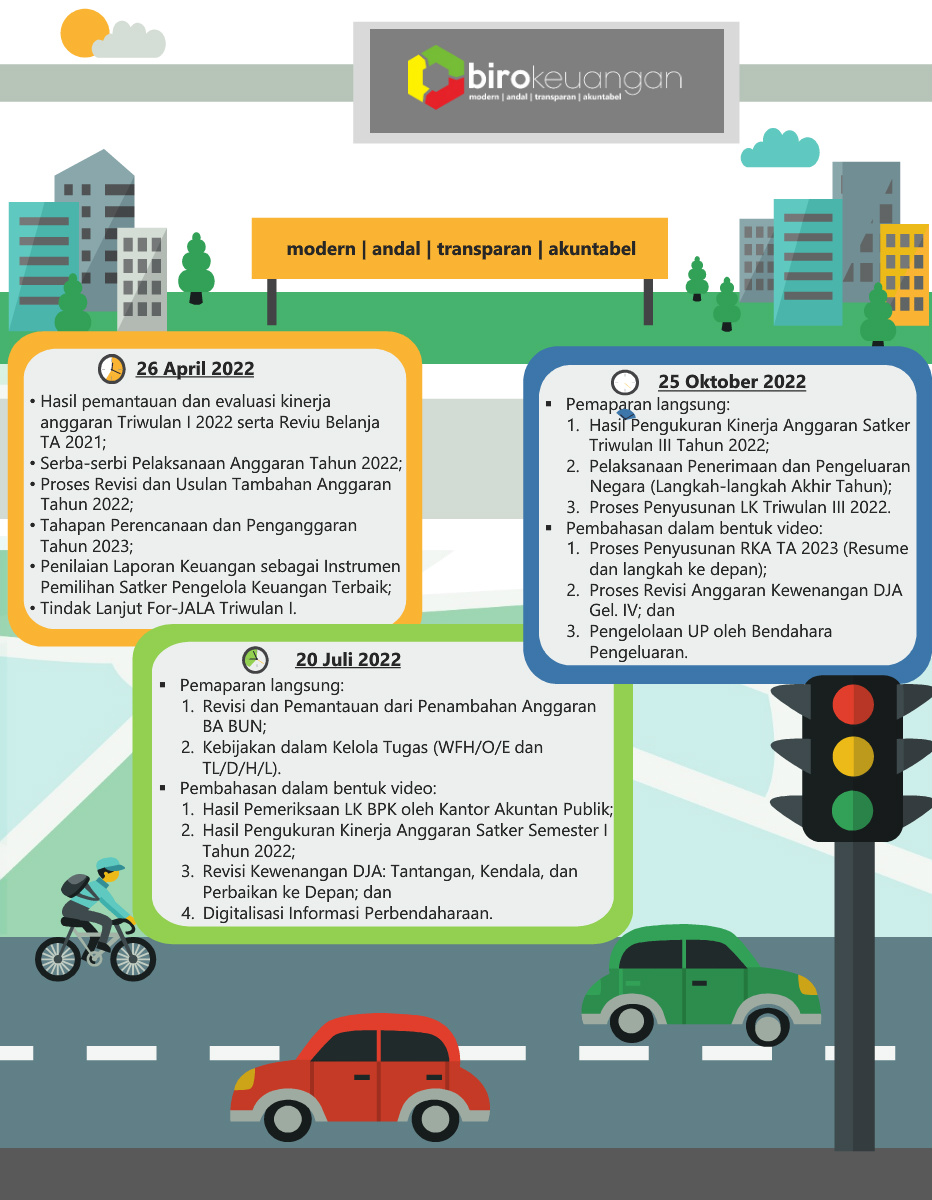 birokeuangan
modern | andal | transparan | akuntabel
modern | andal | transparan | akuntabel
26 April 2022
• Hasil pemantauan dan evaluasi kinerja
anggaran Triwulan I 2022 serta Reviu Belanja
TA 2021;
• Serba-serbi Pelaksanaan Anggaran Tahun 2022;
• Proses Revisi dan Usulan Tambahan Anggaran
Tahun 2022;
• Tahapan Perencanaan dan Penganggaran
Tahun 2023;
• Penilaian Laporan Keuangan sebagai Instrumen
Pemilihan Satker Pengelola Keuangan Terbaik;
• Tindak Lanjut For-JALA Triwulan I.
25 Oktober 2022
▪ Pemaparan langsung:
1. Hasil Pengukuran Kinerja Anggaran Satker
Triwulan III Tahun 2022;
2. Pelaksanaan Penerimaan dan Pengeluaran
Negara (Langkah-langkah Akhir Tahun);
3. Proses Penyusunan LK Triwulan III 2022.
▪ Pembahasan dalam bentuk video:
1. Proses Penyusunan RKA TA 2023 (Resume
dan langkah ke depan);
2. Proses Revisi Anggaran Kewenangan DJA
Gel. IV; dan
3. Pengelolaan UP oleh Bendahara
Pengeluaran.
20 Juli 2022
▪ Pemaparan langsung:
1. Revisi dan Pemantauan dari Penambahan Anggaran
BA BUN;
2. Kebijakan dalam Kelola Tugas (WFH/O/E dan
TL/D/H/L).
▪ Pembahasan dalam bentuk video:
1. Hasil Pemeriksaan LK BPK oleh Kantor Akuntan Publik;
2. Hasil Pengukuran Kinerja Anggaran Satker Semester I
Tahun 2022;
3. Revisi Kewenangan DJA: Tantangan, Kendala, dan
Perbaikan ke Depan; dan
4. Digitalisasi Informasi Perbendaharaan.